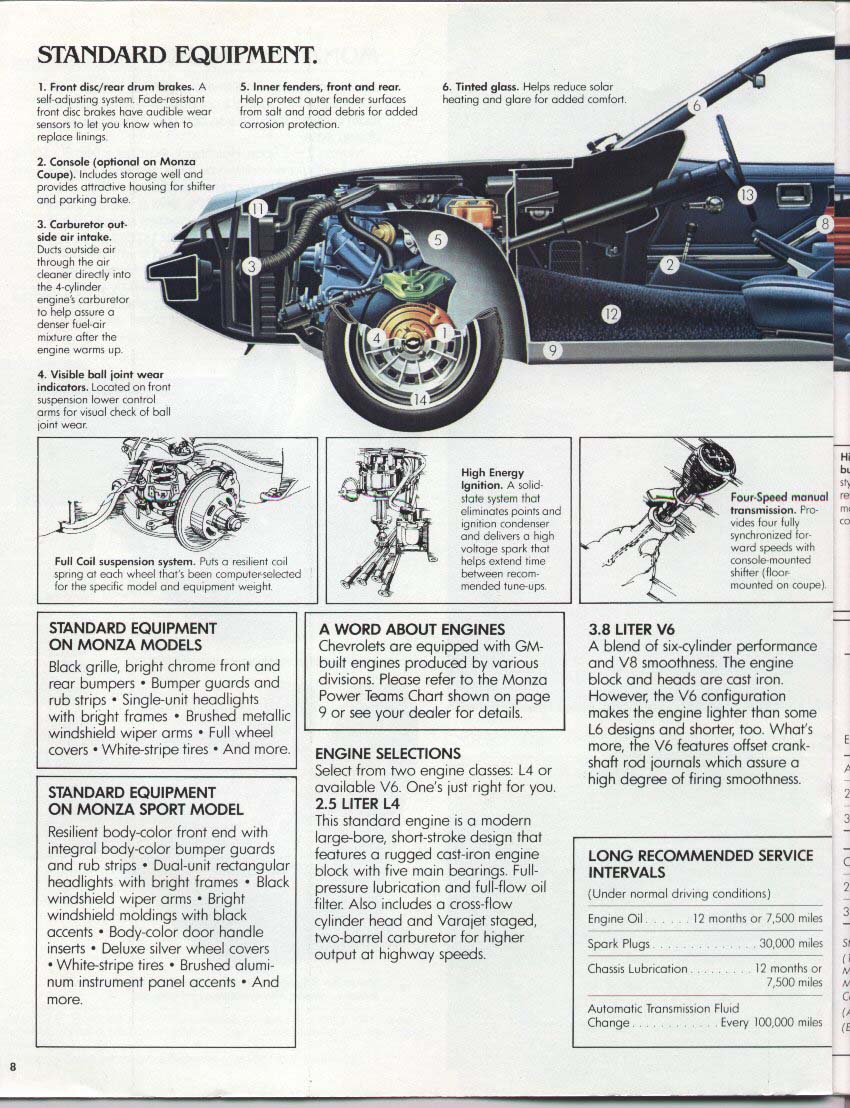 STANDARD EQUIPMENT.
1. Front disc/rear drum brakes. A
self-adjusting system. Fade-resistant
front disc brakes have audible wear
sensors to let you know when to
replace linings.
2. Console (optional on Monza
Coupe). Includes storage well and
provides attractive housing for shifter
and parking brake.
3. Carburetor out-
side air intake.
Ducts outside air
through the air
cleaner directly into
the 4-cylinder
engine's carburetor
to help assure a
denser fuel-air
mixture after the
engine warms up.
4. Visible ball joint wear
indicators. Located on front
suspension lower control
arms for visual check of ball
joint wear.
5. Inner fenders, front and rear.
Help protect outer fender surfaces
from salt and road debris for added
corrosion protection.
6. Tinted glass. Helps reduce solar
heating and glare for added comfort.
6
11
13
8
5
3
2
12
4
1
9
14
Full Coil suspension system. Puts a resilient coil
spring at each wheel that's been computer-selected
for the specific model and equipment weight.
High Energy
Ignition. A solid-
state system that
eliminates points and
ignition condenser
and delivers a high
voltage spark that
helps extend time
between recom-
mended tune-ups.
Four-Speed manual
transmission. Pro-
vides four fully
synchronized for-
ward speeds with
console-mounted
shifter (floor-
mounted on coupe).
STANDARD EQUIPMENT
ON MONZA MODELS
Black grille, bright chrome front and
rear bumpers • Bumper guards and
rub strips • Single-unit headlights
with bright frames • Brushed metallic
windshield wiper arms • Full wheel
covers • White-stripe tires • And more.
STANDARD EQUIPMENT
ON MONZA SPORT MODEL
Resilient body-color front end with
integral body-color bumper guards
and rub strips • Dual-unit rectangular
headlights with bright frames • Black
windshield wiper arms • Bright
windshield moldings with black
accents • Body-color door handle
inserts • Deluxe silver wheel covers
• White-stripe tires • Brushed alumi-
num instrument panel accents • And
more.
A WORD ABOUT ENGINES
Chevrolets are equipped with GM-
built engines produced by various
divisions. Please refer to the Monza
Power Teams Chart shown on page
9 or see your dealer for details.
ENGINE SELECTIONS
Select from two engine classes: L4 or
available V6. One's just right for you.
2.5 LITER L4
This standard engine is a modern
large-bore, short-stroke design that
features a rugged cast-iron engine
block with five main bearings. Full-
pressure lubrication and full-flow oil
filter. Also includes a cross-flow
cylinder head and Varajet staged,
two-barrel carburetor for higher
output at highway speeds.
3.8 LITER V6
A blend of six-cylinder performance
and V8 smoothness. The engine
block and heads are cast iron.
However, the V6 configuration
makes the engine lighter than some
L6 designs and shorter, too. What's
more, the V6 features offset crank-
shaft rod journals which assure a
high degree of firing smoothness.
LONG RECOMMENDED SERVICE
INTERVALS
(Under normal driving conditions)
Engine Oil . . . . . . 12 months or 7,500 miles
Spark Plugs . . . . . . . . . . . . . . 30,000 miles
Chassis Lubrication . . . . . . . . . 12 months or
7,500 miles
Automatic Transmission Fluid
Change . . . . . . . . . . . . Every 100,000 miles
8